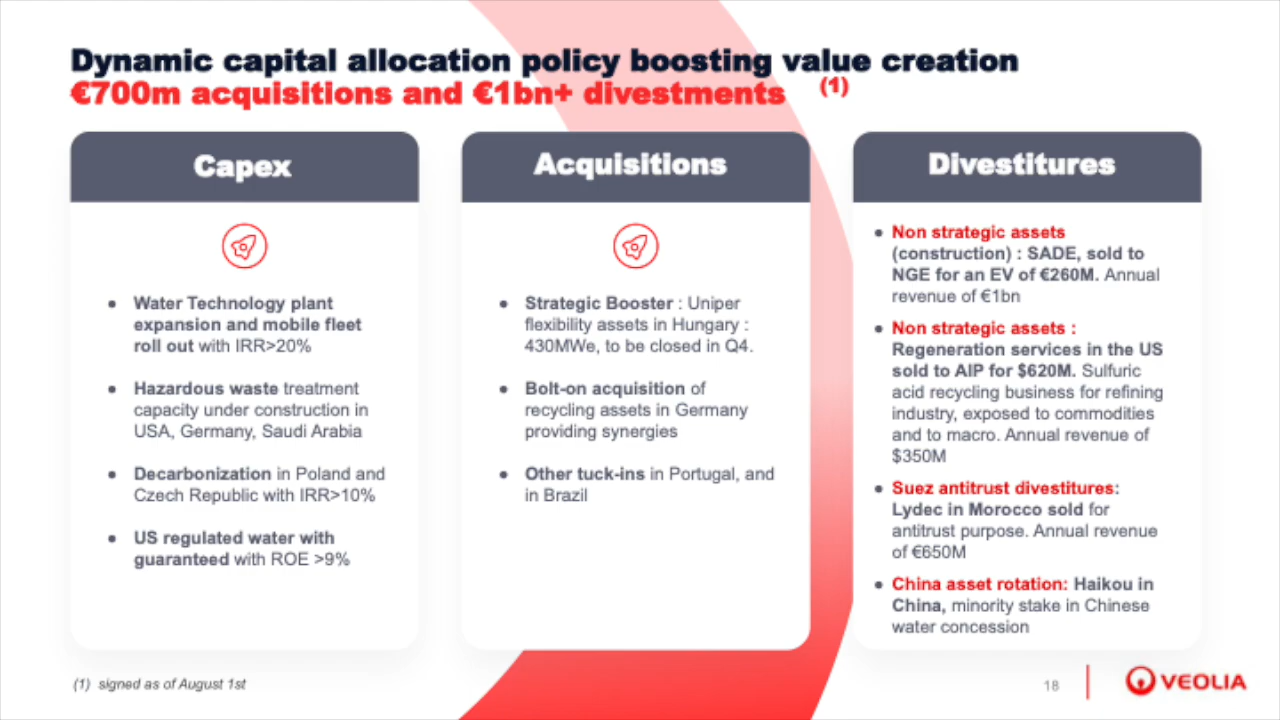 Dynamic capital allocation policy boosting value creation
€700m acquisitions and €1bn+ divestments (1)
Capex
• Water Technology plant
expansion and mobile fleet
roll out with IRR>20%
• Hazardous waste treatment
capacity under construction in
USA, Germany, Saudi Arabia
• Decarbonization in Poland and
Czech Republic with IRR>10%
• US regulated water with
guaranteed with ROE >9%
Acquisitions
• Strategic Booster : Uniper
flexibility assets in Hungary :
430MWe, to be closed in Q4.
• Bolt-on acquisition of
recycling assets in Germany
providing synergies
• Other tuck-ins in Portugal, and
in Brazil
Divestitures
• Non strategic assets
(construction) : SADE, sold to
NGE for an EV of €260M. Annual
revenue of €1bn
• Non strategic assets :
Regeneration services in the US
sold to AIP for $620M. Sulfuric
acid recycling business for refining
industry, exposed to commodities
and to macro. Annual revenue of
$350M
• Suez antitrust divestitures:
Lydec in Morocco sold for
antitrust purpose. Annual revenue
of €650M
• China asset rotation: Haikou in
China, minority stake in Chinese
water concession
(1) signed as of August 1st
18
VEOLIA